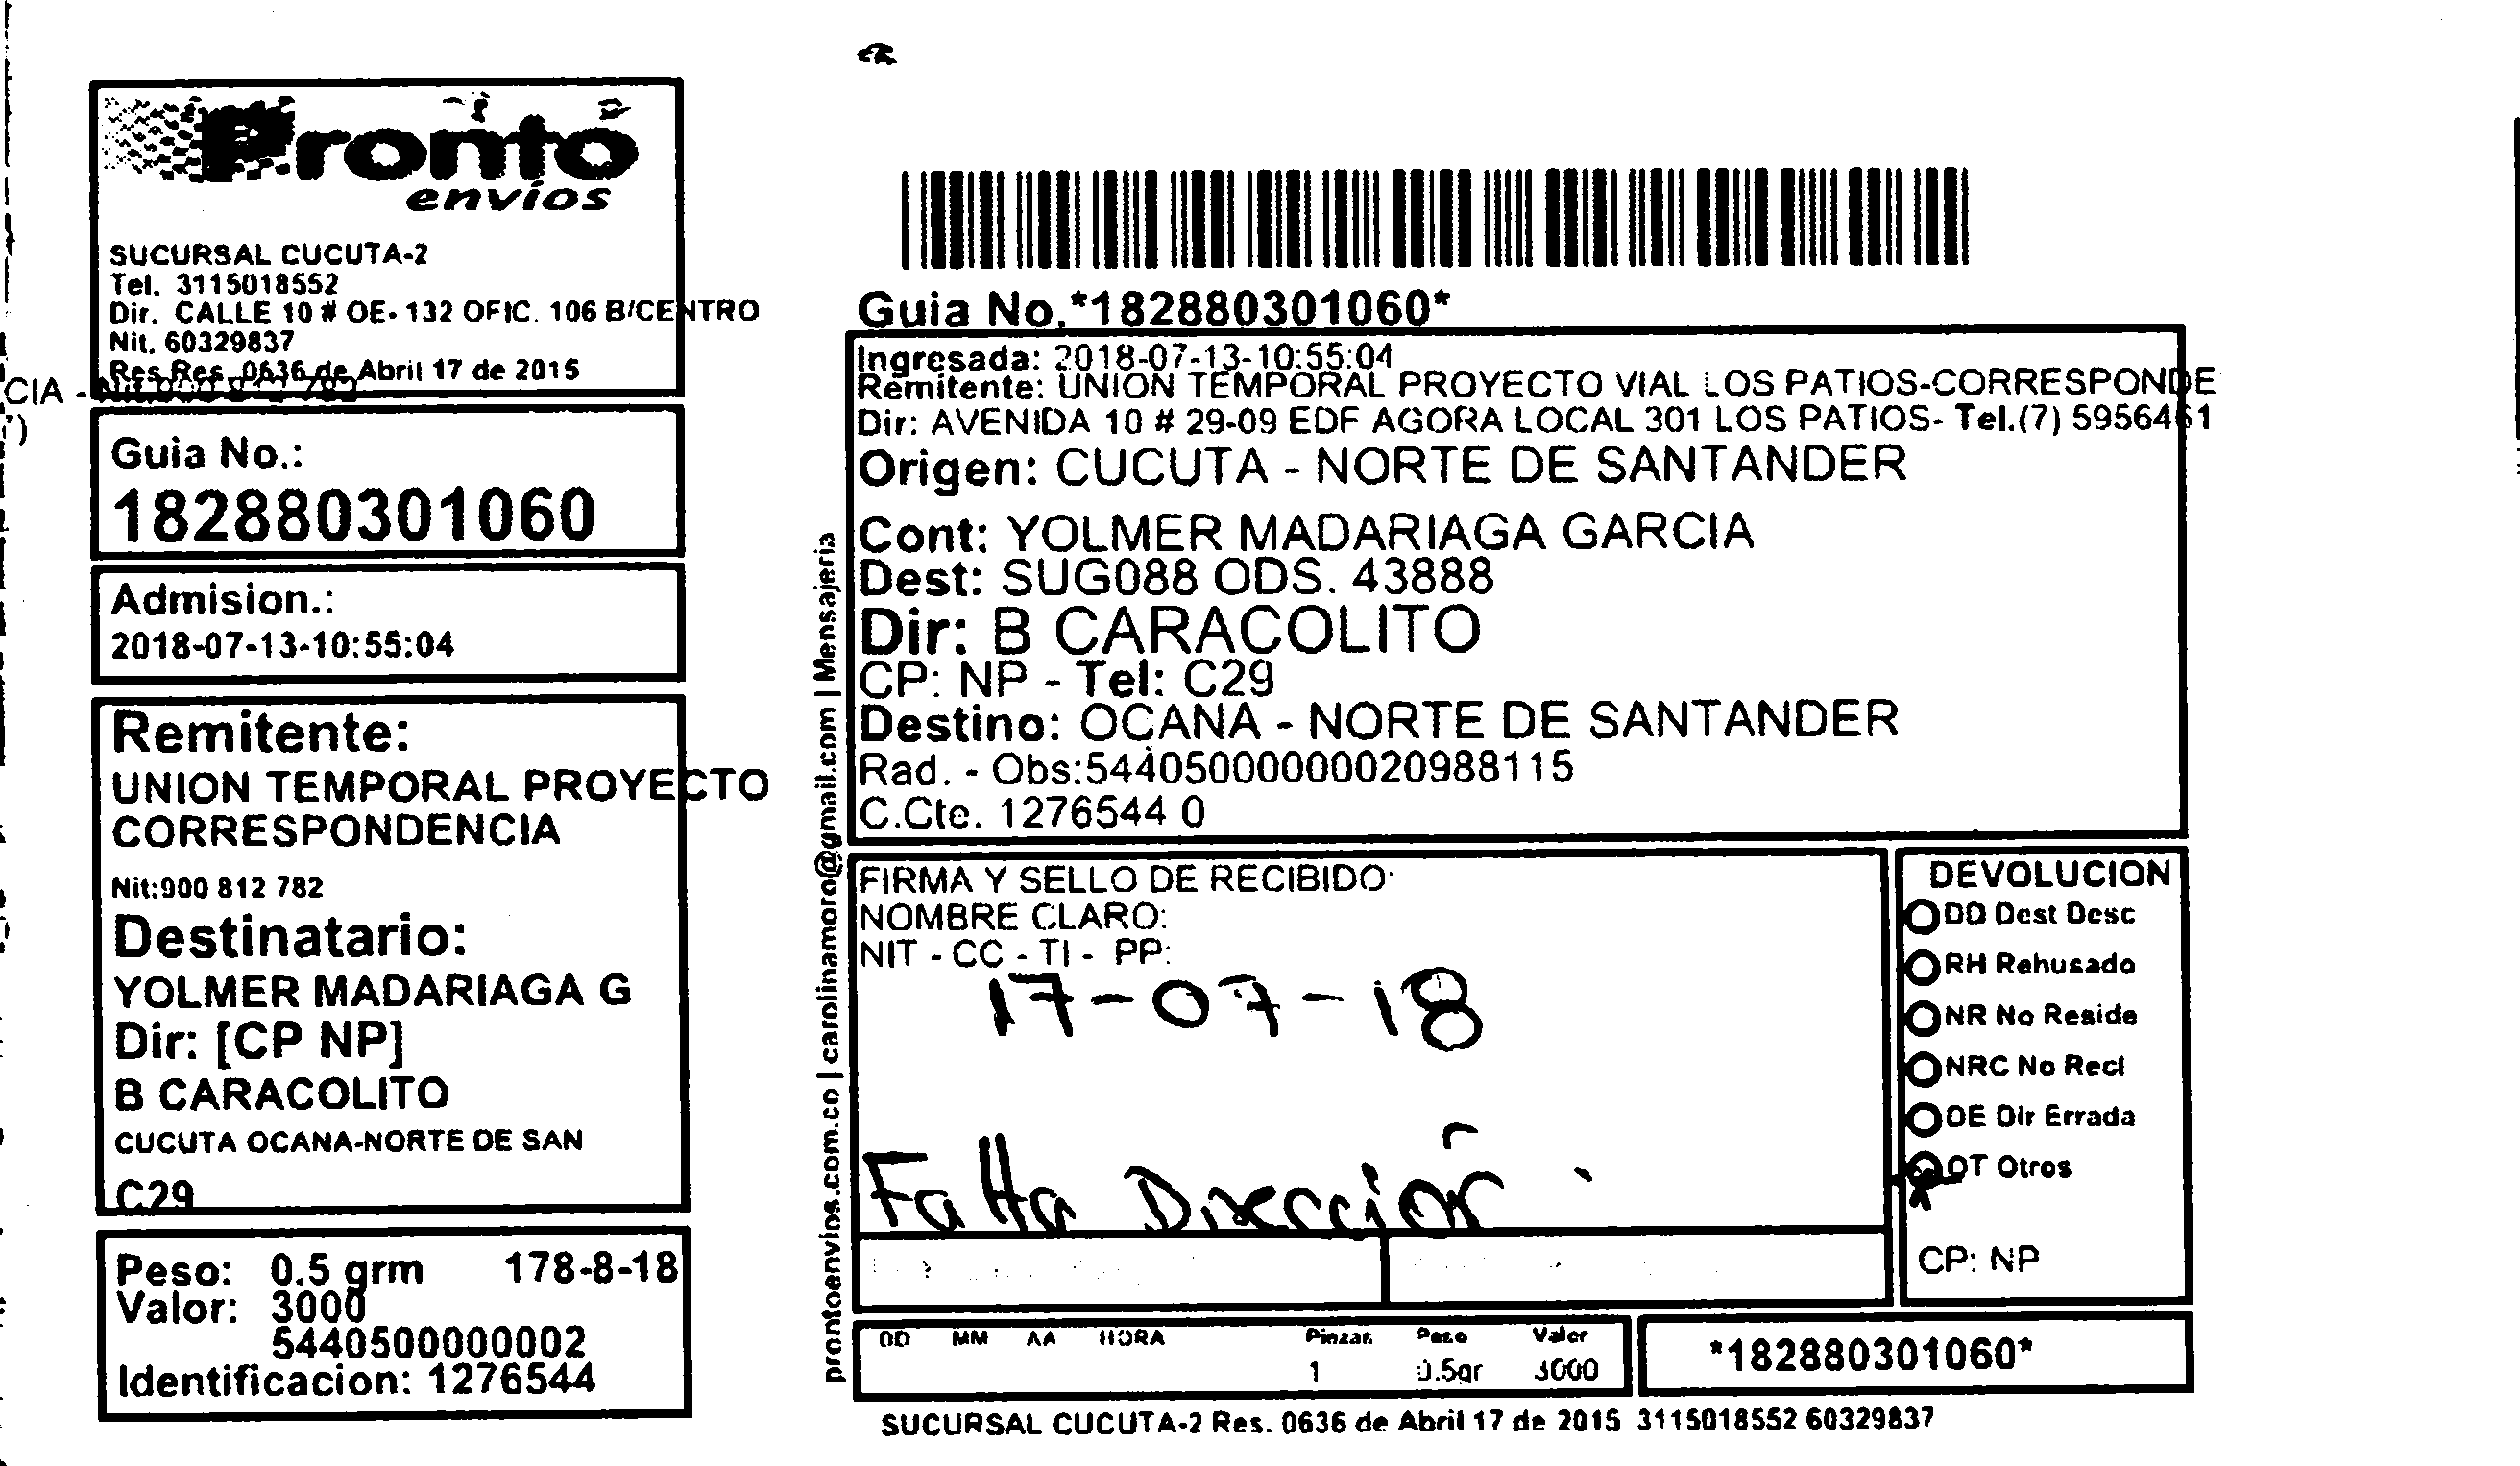 Pronto
envíos
SUCURSAL CUCUTA-2
Tel. 3115018552
Dir. CALLE 10 # OE- 132 OFIC. 106 B/CENTRO
Nit. 60329837
Res Res. 0636 de Abril 17 de 2015
CIA -
Guia No.:
182880301060
Admision.:
2018-07-13-10:55:04
Remitente:
UNION TEMPORAL PROYECTO
CORRESPONDENCIA
Nit:900 812 782
Destinatario:
YOLMER MADARIAGA G
Dir: [CP NP]
B CARACOLITO
CUCUTA OCANA-NORTE DE SAN
C29
Peso: 0.5 grm 178-8-18
Valor: 3000
5440500000002
Identificacion: 1276544
prontoenvios.com.co | carolinamoro@gmail.com | Mensajeria
Guia No.*182880301060*
Ingresada: 2018-07-13-10:55:04
Remitente: UNION TEMPORAL PROYECTO VIAL LOS PATIOS-CORRESPONDE
Dir: AVENIDA 10 # 29-09 EDF AGORA LOCAL 301 LOS PATIOS- Tel.(7) 5956461
Origen: CUCUTA - NORTE DE SANTANDER
Cont: YOLMER MADARIAGA GARCIA
Dest: SUG088 ODS. 43888
Dir: B CARACOLITO
CP: NP - Tel: C29
Destino: OCANA - NORTE DE SANTANDER
Rad. - Obs:544050000000020988115
C.Cte. 1276544 0
FIRMA Y SELLO DE RECIBIDO
NOMBRE CLARO:
NIT - CC - TI - PP:
17-07-18
Falta Dirección
DEVOLUCION
DD Dest Desc
RH Rehusado
NR No Reside
NRC No Recl
DE Dir Errada
OT Otros
CP: NP
DD MM AA HORA Piezas Peso Valor
1 0.5gr 3000
*182880301060*
SUCURSAL CUCUTA-2 Res. 0636 de Abril 17 de 2015 3115018552 60329837